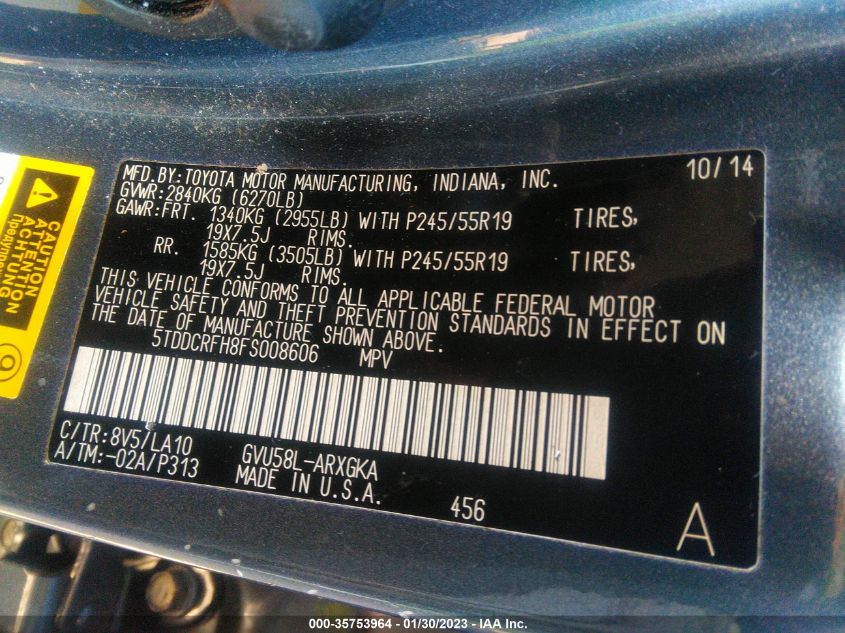 MFD.BY:TOYOTA MOTOR MANUFACTURING, INDIANA, INC. 10/14
GVWR:2840KG (6270LB)
GAWR:FRT. 1340KG (2955LB) WITH P245/55R19 TIRES,
19X7.5J RIMS.
RR. 1585KG (3505LB) WITH P245/55R19 TIRES,
19X7.5J RIMS.
THIS VEHICLE CONFORMS TO ALL APPLICABLE FEDERAL MOTOR
VEHICLE SAFETY AND THEFT PREVENTION STANDARDS IN EFFECT ON
THE DATE OF MANUFACTURE SHOWN ABOVE.
5TDDCRFH8FS008606 MPV
C/TR:8V5/LA10 GVU58L-ARXGKA
A/TM:-02A/P313 MADE IN U.S.A.
456
A
CAUTION
ATTENTION
ACHTUNG
000-35753964 - 01/30/2023 - IAA Inc.